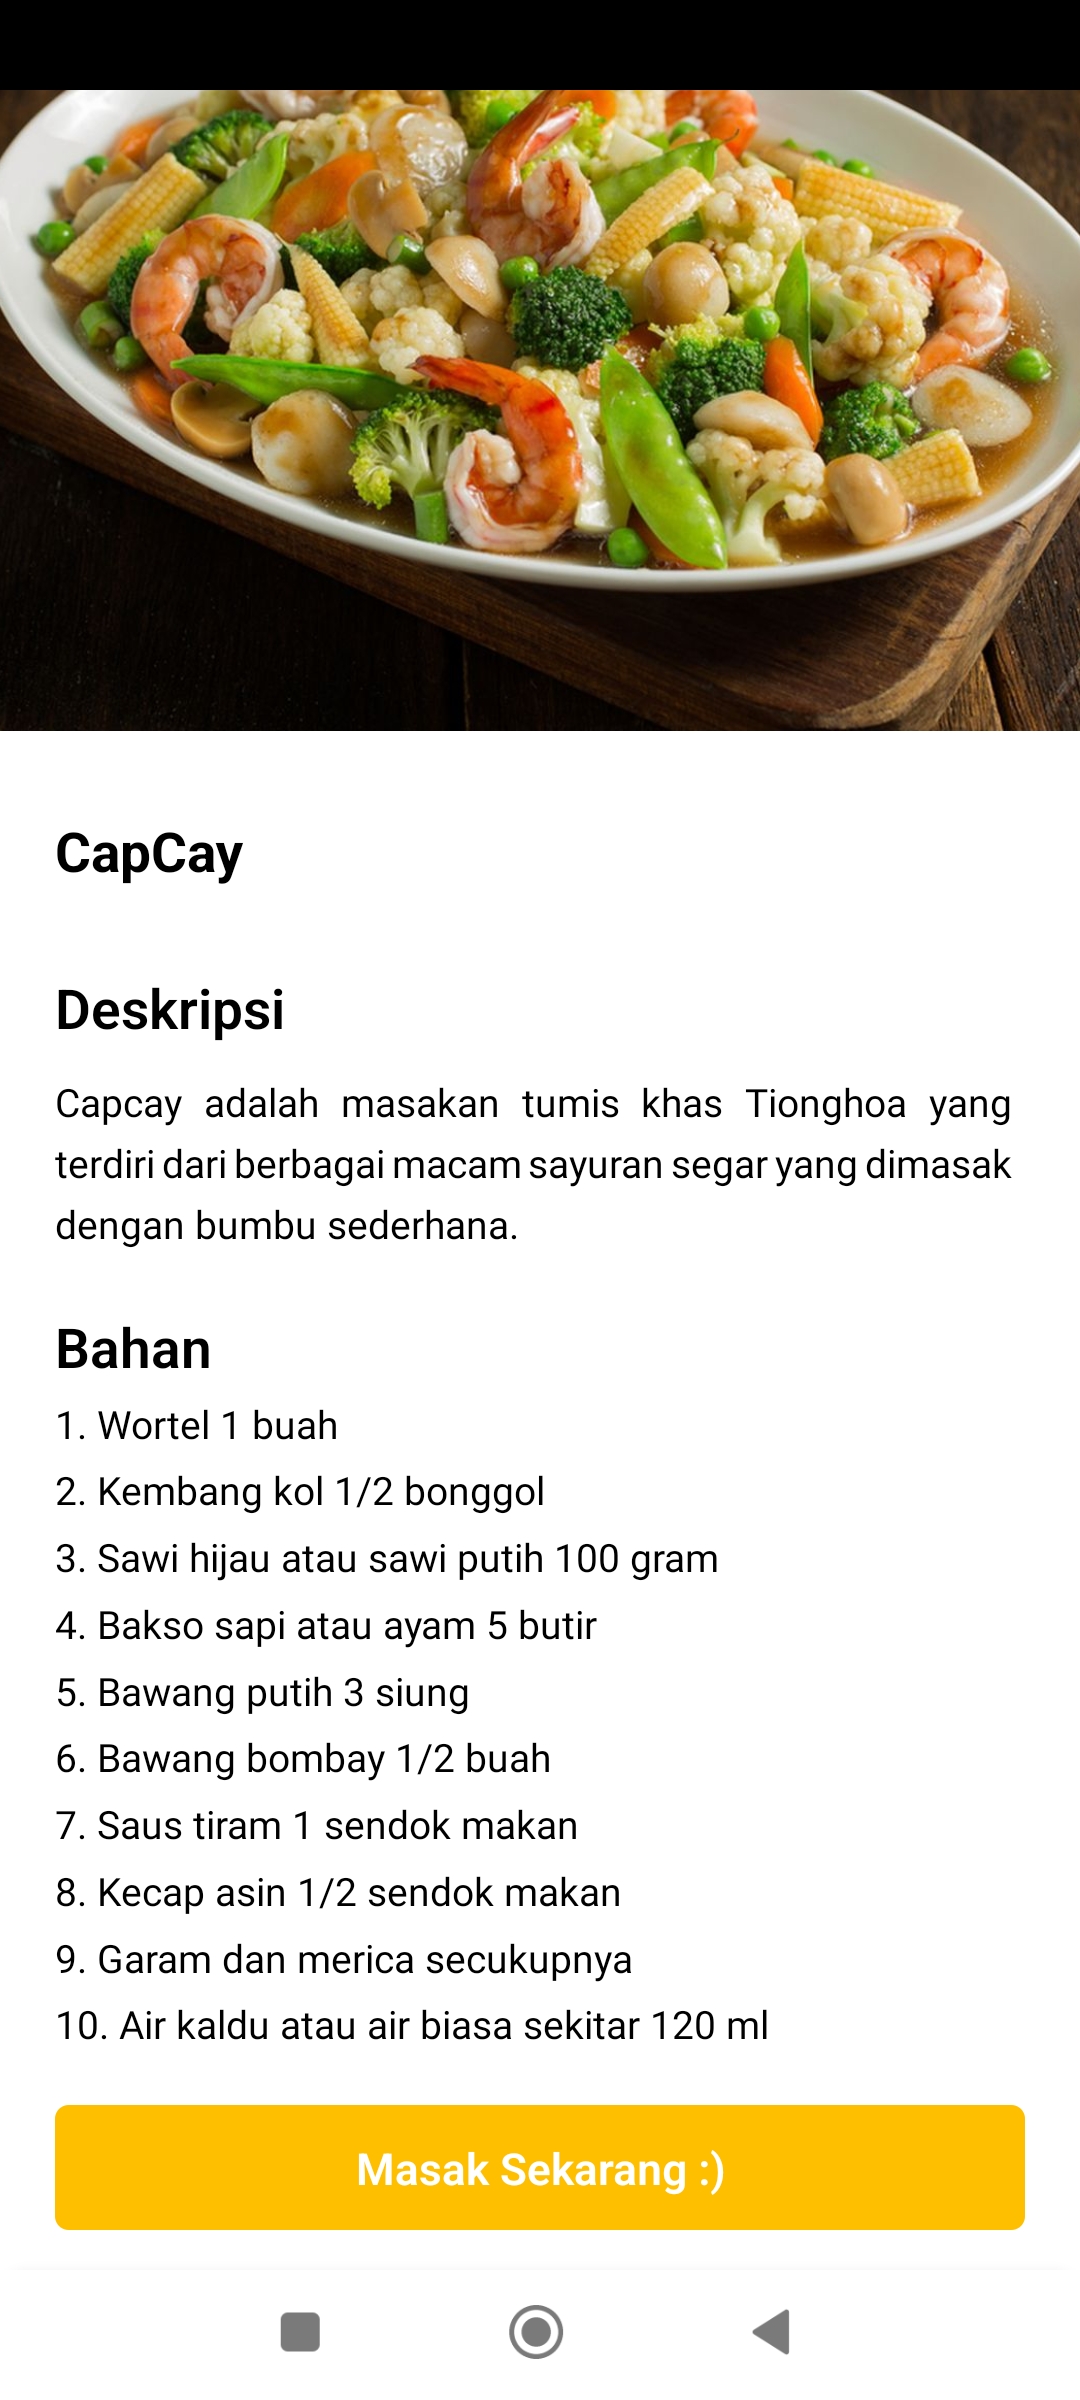 CapCay
Deskripsi
Capcay adalah masakan tumis khas Tionghoa yang
terdiri dari berbagai macam sayuran segar yang dimasak
dengan bumbu sederhana.
Bahan
1. Wortel 1 buah
2. Kembang kol 1/2 bonggol
3. Sawi hijau atau sawi putih 100 gram
4. Bakso sapi atau ayam 5 butir
5. Bawang putih 3 siung
6. Bawang bombay 1/2 buah
7. Saus tiram 1 sendok makan
8. Kecap asin 1/2 sendok makan
9. Garam dan merica secukupnya
10. Air kaldu atau air biasa sekitar 120 ml
Masak Sekarang :)